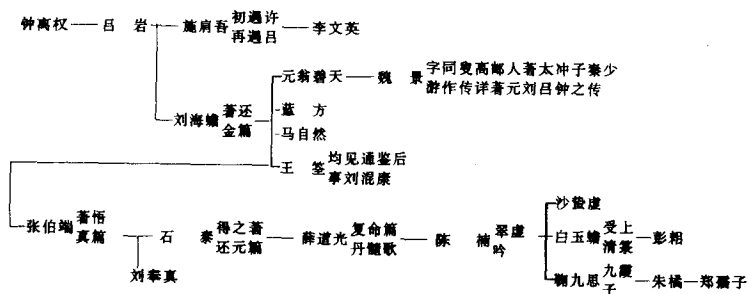 钟离权 吕岩 施肩吾 初遇许再遇吕 李文英
元翁碧天 魏景 字同叟高邮人著太冲子秦少游作传详著元刘吕钟之传
刘海蟾 著还金篇
蓝方
马自然
王筌 均见通鉴后事刘混康
张伯端 著悟真篇 石泰 得之著还元篇 薛道光 复命篇丹髓歌 陈楠 翠虚吟
刘奉真
沙蛰虚
白玉蟾 受上清箓 彭耜
鞠九思 九霞子 朱橘 郑孺子